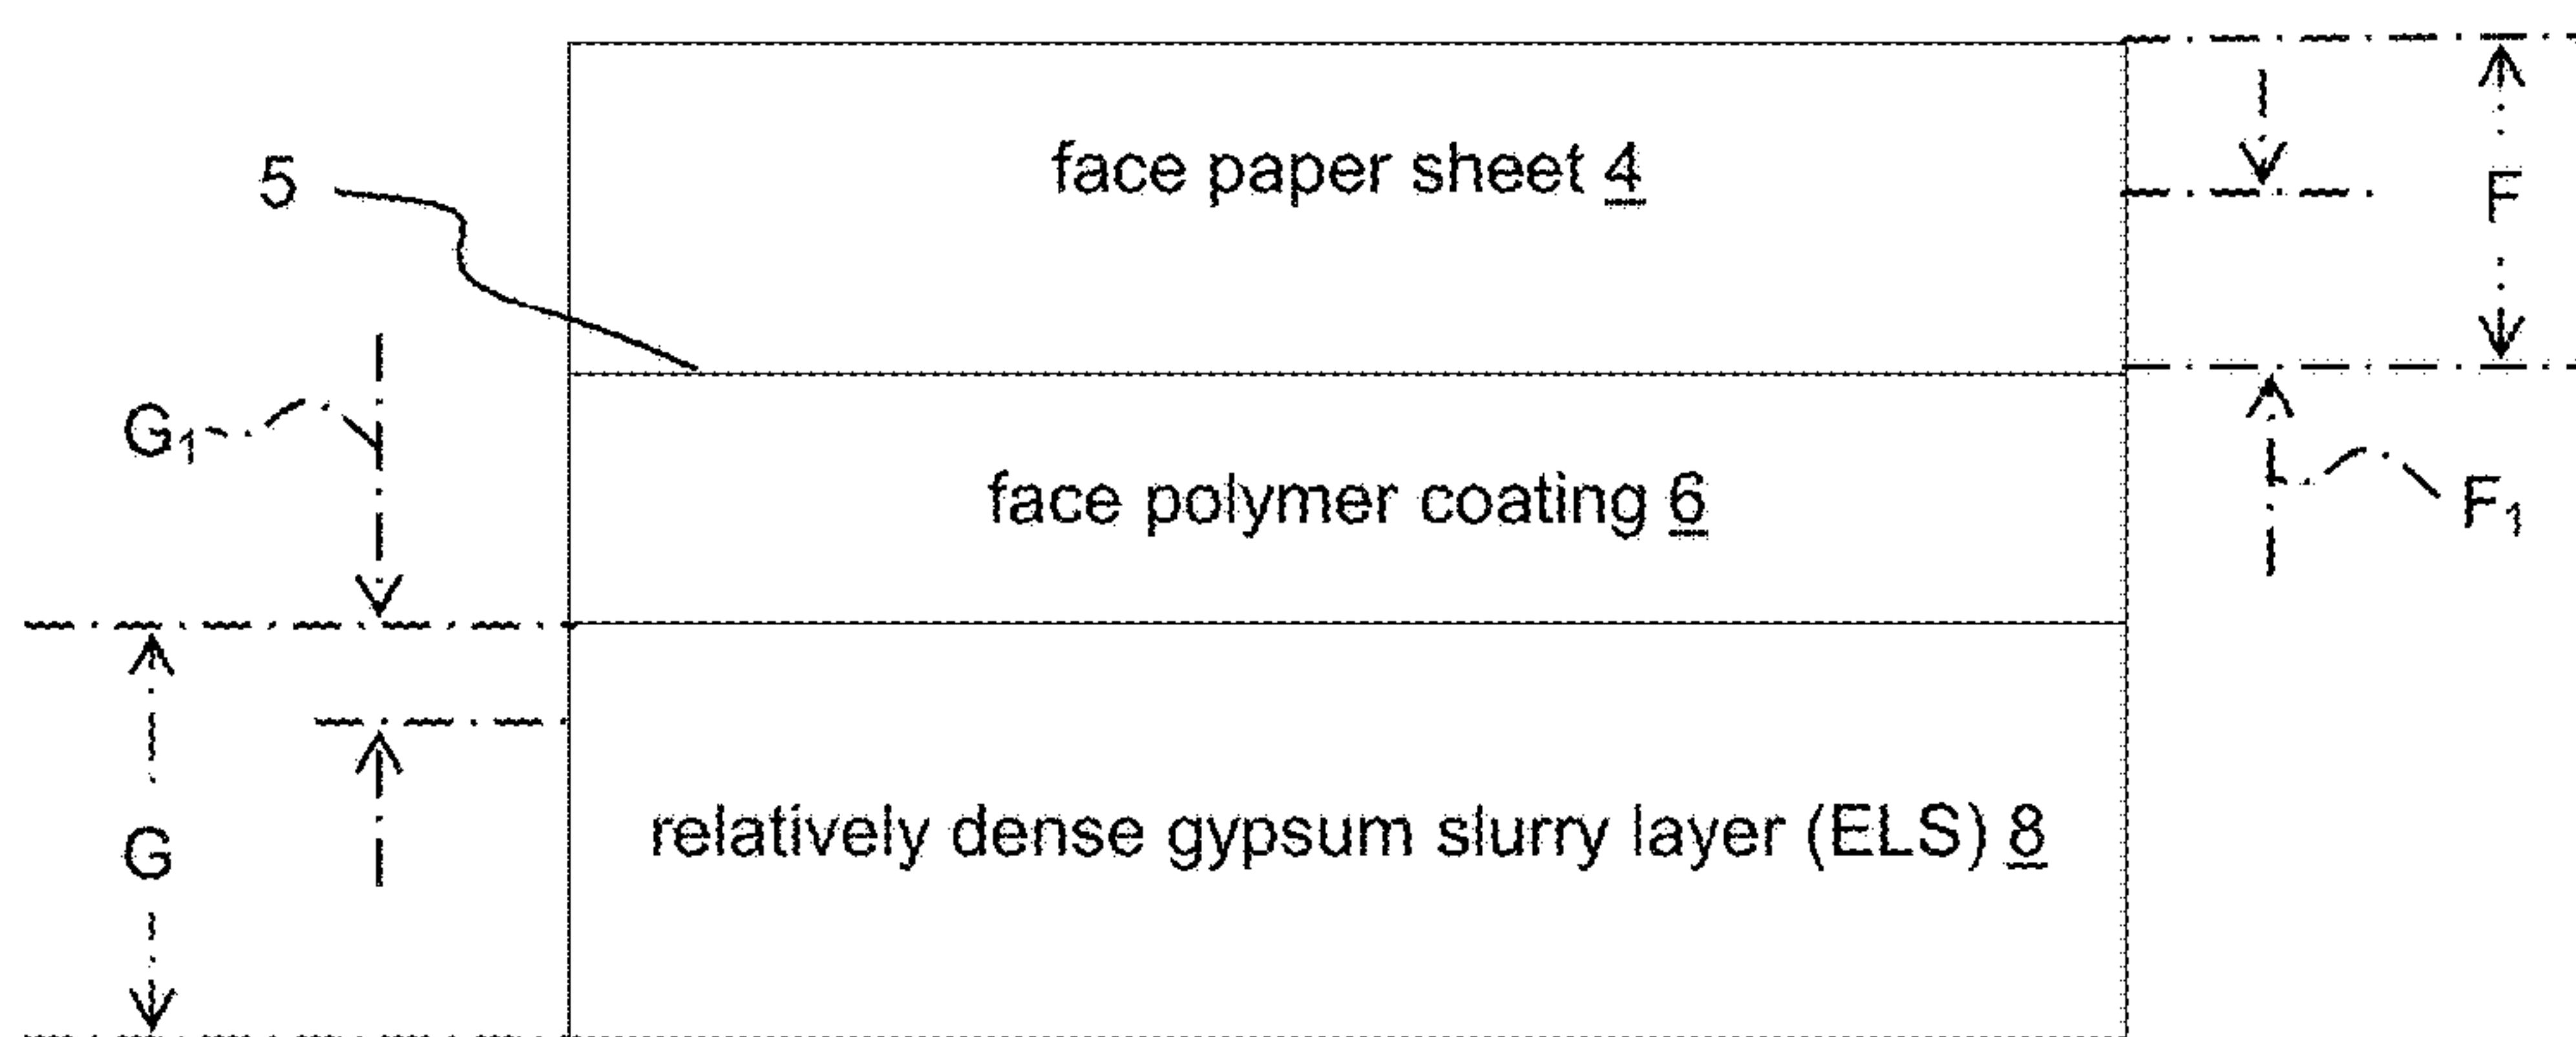 face paper sheet 4
5
F
G1
face polymer coating 6
F1
relatively dense gypsum slurry layer (ELS) 8
G